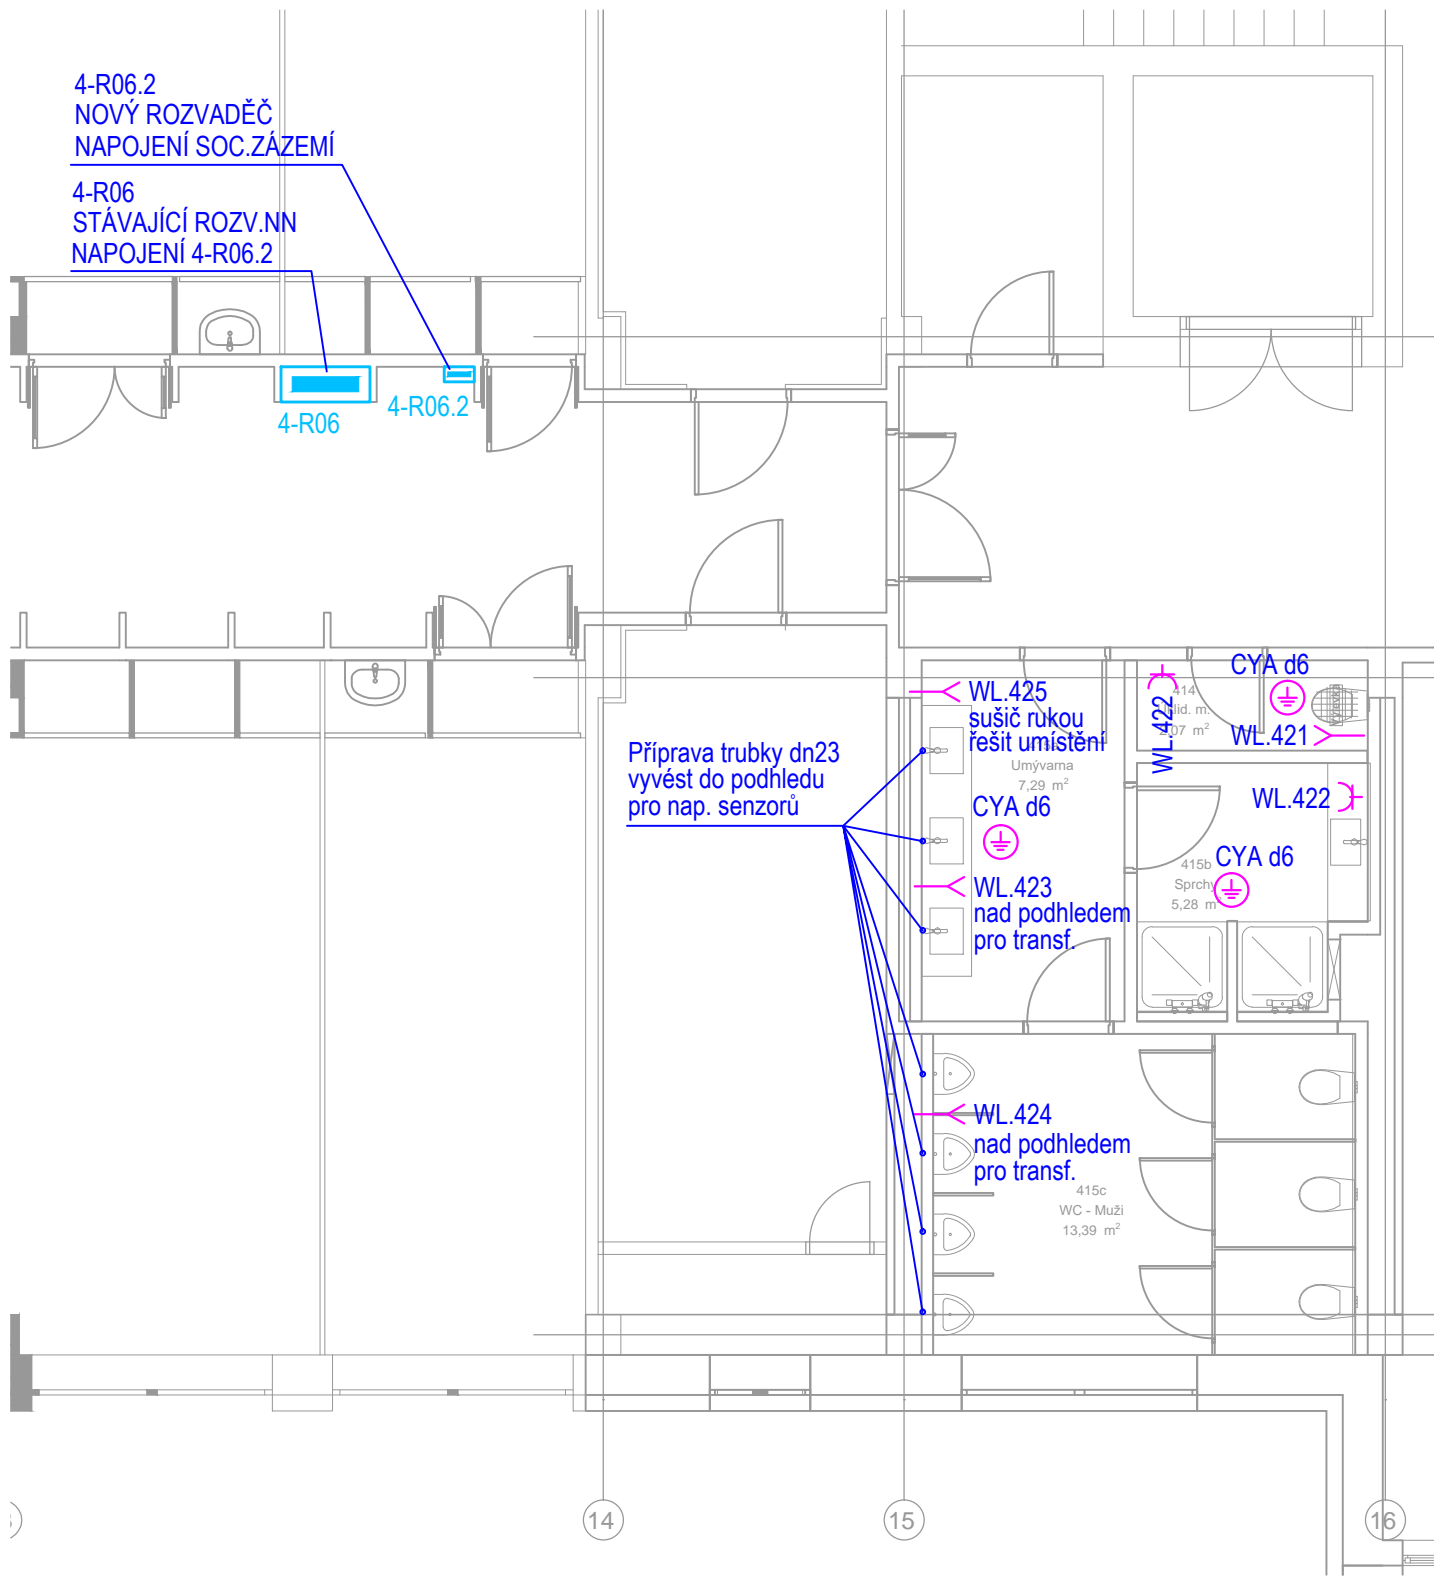 4-R06.2
NOVÝ ROZVADĚČ
NAPOJENÍ SOC.ZÁZEMÍ
4-R06
STÁVAJÍCÍ ROZV.NN
NAPOJENÍ 4-R06.2
4-R06
4-R06.2
Příprava trubky dn23
vyvést do podhledu
pro nap. senzorů
WL.425
sušič rukou
řešit umístění
Umývarna
7,29 m²
CYA d6
WL.423
nad podhledem
pro transf.
WL.422
414
m.
2,07 m²
CYA d6
WL.421
WL.422
415b
Sprchy
5,28 m²
CYA d6
WL.424
nad podhledem
pro transf.
415c
WC - Muži
13,39 m²
14
15
16